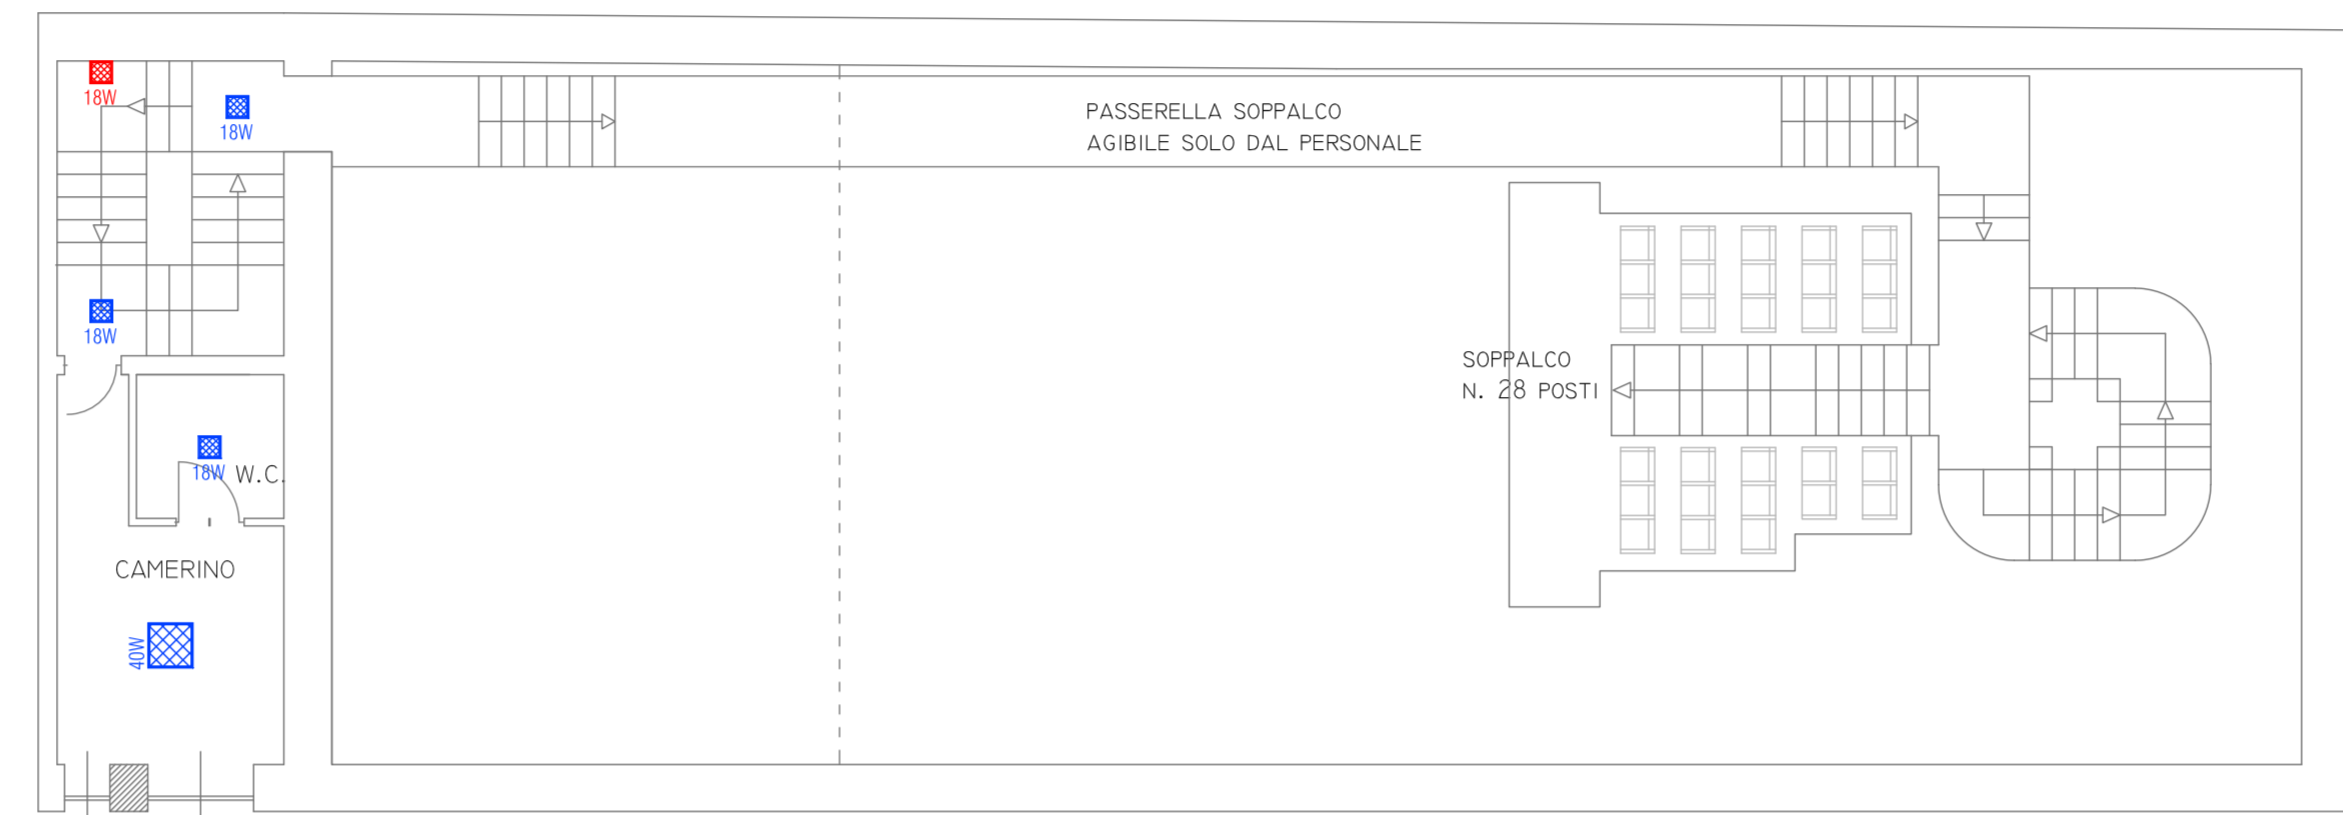 18W
18W
PASSERELLA SOPPALCO
AGIBILE SOLO DAL PERSONALE
18W
SOPPALCO
N. 28 POSTI
18W
W.C.
CAMERINO
40W